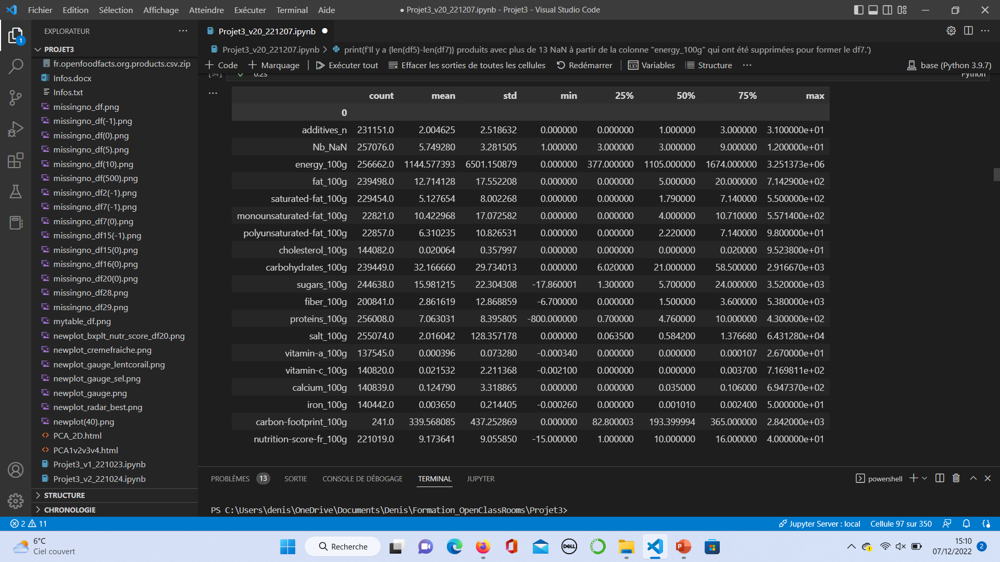 Fichier Edition Sélection Affichage Atteindre Exécuter Terminal Aide
● Projet3_v20_221207.ipynb - Projet3 - Visual Studio Code
EXPLORATEUR ···
Projet3_v20_221207.ipynb
PROJET3
Projet3_v20_221207.ipynb > print(f'Il y a {len(df5)-len(df7)} produits avec plus de 13 NaN à partir de la colonne "energy_100g" qui ont été supprimées pour former le df7.')
+ Code + Marquage Exécuter tout Effacer les sorties de toutes les cellules Redémarrer Variables Structure ··· base (Python 3.9.7)
[94] 0.2s Python
fr.openfoodfacts.org.products.csv.zip
Infos.docx
Infos.txt
missingno_df.png
missingno_df(-1).png
missingno_df(0).png
missingno_df(5).png
missingno_df(10).png
missingno_df(500).png
missingno_df2(-1).png
missingno_df7(-1).png
missingno_df7(0).png
missingno_df15(-1).png
missingno_df15(0).png
missingno_df16(0).png
missingno_df20(0).png
missingno_df28.png
missingno_df29.png
mytable_df.png
newplot_bxplt_nutr_score_df20.png
newplot_cremefraiche.png
newplot_gauge_lentcorail.png
newplot_gauge_sel.png
newplot_gauge.png
newplot_radar_best.png
newplot(40).png
PCA_2D.html
PCA1v2v3v4.html
Projet3_v1_221023.ipynb
Projet3_v2_221024.ipynb
STRUCTURE
CHRONOLOGIE
count mean std min 25% 50% 75% max
0
additives_n 231151.0 2.004625 2.518632 0.000000 0.000000 1.000000 3.000000 3.100000e+01
Nb_NaN 257076.0 5.749280 3.281505 1.000000 3.000000 3.000000 9.000000 1.200000e+01
energy_100g 256662.0 1144.577393 6501.150879 0.000000 377.000000 1105.000000 1674.000000 3.251373e+06
fat_100g 239498.0 12.714128 17.552208 0.000000 0.000000 5.000000 20.000000 7.142900e+02
saturated-fat_100g 229454.0 5.127654 8.002268 0.000000 0.000000 1.790000 7.140000 5.500000e+02
monounsaturated-fat_100g 22821.0 10.422968 17.072582 0.000000 0.000000 4.000000 10.710000 5.571400e+02
polyunsaturated-fat_100g 22857.0 6.310235 10.826531 0.000000 0.000000 2.220000 7.140000 9.800000e+01
cholesterol_100g 144082.0 0.020064 0.357997 0.000000 0.000000 0.000000 0.020000 9.523800e+01
carbohydrates_100g 239449.0 32.166660 29.734013 0.000000 6.020000 21.000000 58.500000 2.916670e+03
sugars_100g 244638.0 15.981215 22.304308 -17.860001 1.300000 5.700000 24.000000 3.520000e+03
fiber_100g 200841.0 2.861619 12.868859 -6.700000 0.000000 1.500000 3.600000 5.380000e+03
proteins_100g 256008.0 7.063031 8.395805 -800.000000 0.700000 4.760000 10.000000 4.300000e+02
salt_100g 255074.0 2.016042 128.357178 0.000000 0.063500 0.584200 1.376680 6.431280e+04
vitamin-a_100g 137545.0 0.000396 0.073280 -0.000340 0.000000 0.000000 0.000107 2.670000e+01
vitamin-c_100g 140820.0 0.021532 2.211368 -0.002100 0.000000 0.000000 0.003700 7.169811e+02
calcium_100g 140839.0 0.124790 3.318865 0.000000 0.000000 0.035000 0.106000 6.947370e+02
iron_100g 140442.0 0.003650 0.214405 -0.000260 0.000000 0.001010 0.002400 5.000000e+01
carbon-footprint_100g 241.0 339.568085 437.252869 0.000000 82.800003 193.399994 365.000000 2.842000e+03
nutrition-score-fr_100g 221019.0 9.173641 9.055850 -15.000000 1.000000 10.000000 16.000000 4.000000e+01
PROBLÈMES 13 SORTIE CONSOLE DE DÉBOGAGE TERMINAL JUPYTER powershell
PS C:\Users\denis\OneDrive\Documents\Denis\Formation_OpenClassRooms\Projet3>
2 11 Jupyter Server : local Cellule 97 sur 350
6°C
Ciel couvert
Recherche
DELL
15:10
07/12/2022
2
1